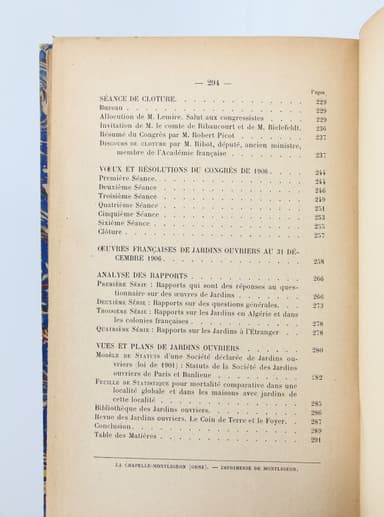 — 294 —
Pages.
SÉANCE DE CLOTURE. . . . . . . . . . . 229
Bureau . . . . . . . . . . . . . . . 229
Allocution de M. Lemire. Salut aux congressistes . . . . 229
Invitation de M. le comte de Ribaucourt et de M. Bielefeldt. 236
Résumé du Congrès par M. Robert Picot . . . . . . 237
DISCOURS DE CLOTURE par M. Ribot, député, ancien ministre,
membre de l'Académie française . . . . . . . . 237
VŒUX ET RÉSOLUTIONS DU CONGRÈS DE 1906. . . . 244
Première Séance. . . . . . . . . . . . . 244
Deuxième Séance . . . . . . . . . . . . 246
Troisième Séance . . . . . . . . . . . . 249
Quatrième Séance . . . . . . . . . . . . 251
Cinquième Séance . . . . . . . . . . . . 253
Sixième Séance . . . . . . . . . . . . . 255
Clôture . . . . . . . . . . . . . . . 257
ŒUVRES FRANÇAISES DE JARDINS OUVRIERS AU 31 DÉ-
CEMBRE 1906. . . . . . . . . . . . . . 258
ANALYSE DES RAPPORTS . . . . . . . . . . 266
PREMIÈRE SÉRIE : Rapports qui sont des réponses au ques-
tionnaire sur des œuvres de Jardins . . . . . . 266
DEUXIÈME SÉRIE : Rapports sur des questions générales. . . 273
TROISIÈME SÉRIE : Rapports sur les Jardins en Algérie et dans
les colonies françaises . . . . . . . . . . . 278
QUATRIÈME SÉRIE : Rapports sur les Jardins à l'Étranger . . 278
VUES ET PLANS DE JARDINS OUVRIERS . . . . . 280
MODÈLE DE STATUTS d'une Société déclarée de Jardins ou-
vriers (loi de 1901) : Statuts de la Société des Jardins
ouvriers de Paris et Banlieue . . . . . . . . 282
FEUILLE DE STATISTIQUE pour mortalité comparative dans une
localité globale et dans les maisons avec jardins de
cette localité . . . . . . . . . . . . . 285
Bibliothèque des Jardins ouvriers. . . . . . . . 286
Revue des Jardins ouvriers. Le Coin de Terre et le Foyer. . 287
Conclusion. . . . . . . . . . . . . . . 289
Table des Matières . . . . . . . . . . . . 291
LA CHAPELLE-MONTLIGEON (ORNE). — IMPRIMERIE DE MONTLIGEON.